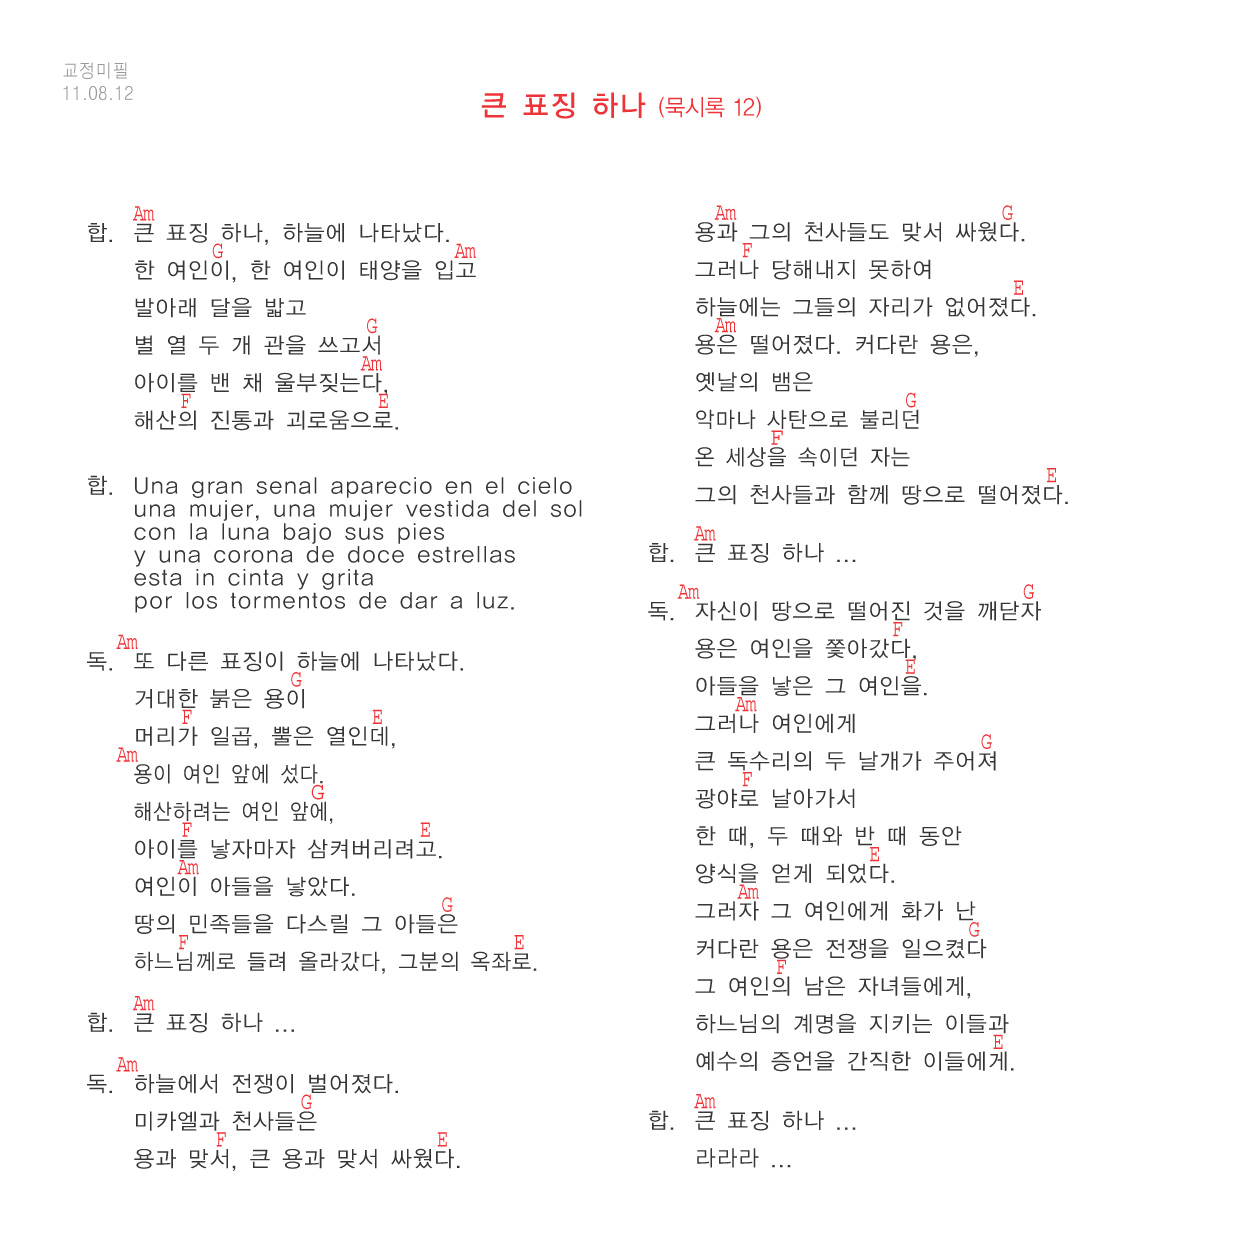 교정미필
11.08.12
큰 표징 하나 (묵시록 12)
Am
합. 큰 표징 하나, 하늘에 나타났다.
G Am
한 여인이, 한 여인이 태양을 입고
발아래 달을 밟고
G
별 열 두 개 관을 쓰고서
Am
아이를 밴 채 울부짖는다,
F E
해산의 진통과 괴로움으로.
합. Una gran senal aparecio en el cielo
una mujer, una mujer vestida del sol
con la luna bajo sus pies
y una corona de doce estrellas
esta in cinta y grita
por los tormentos de dar a luz.
Am
독. 또 다른 표징이 하늘에 나타났다.
G
거대한 붉은 용이
F E
머리가 일곱, 뿔은 열인데,
Am
용이 여인 앞에 섰다.
G
해산하려는 여인 앞에,
F E
아이를 낳자마자 삼켜버리려고.
Am
여인이 아들을 낳았다.
G
땅의 민족들을 다스릴 그 아들은
F E
하느님께로 들려 올라갔다, 그분의 옥좌로.
Am
합. 큰 표징 하나 ...
Am
독. 하늘에서 전쟁이 벌어졌다.
G
미카엘과 천사들은
F E
용과 맞서, 큰 용과 맞서 싸웠다.
Am G
용과 그의 천사들도 맞서 싸웠다.
F
그러나 당해내지 못하여
E
하늘에는 그들의 자리가 없어졌다.
Am
용은 떨어졌다. 커다란 용은,
옛날의 뱀은
G
악마나 사탄으로 불리던
F
온 세상을 속이던 자는
E
그의 천사들과 함께 땅으로 떨어졌다.
Am
합. 큰 표징 하나 ...
Am G
독. 자신이 땅으로 떨어진 것을 깨닫자
F
용은 여인을 쫓아갔다,
E
아들을 낳은 그 여인을.
Am
그러나 여인에게
G
큰 독수리의 두 날개가 주어져
F
광야로 날아가서
한 때, 두 때와 반 때 동안
E
양식을 얻게 되었다.
Am
그러자 그 여인에게 화가 난
G
커다란 용은 전쟁을 일으켰다
F
그 여인의 남은 자녀들에게,
하느님의 계명을 지키는 이들과
E
예수의 증언을 간직한 이들에게.
Am
합. 큰 표징 하나 ...
라라라 ...